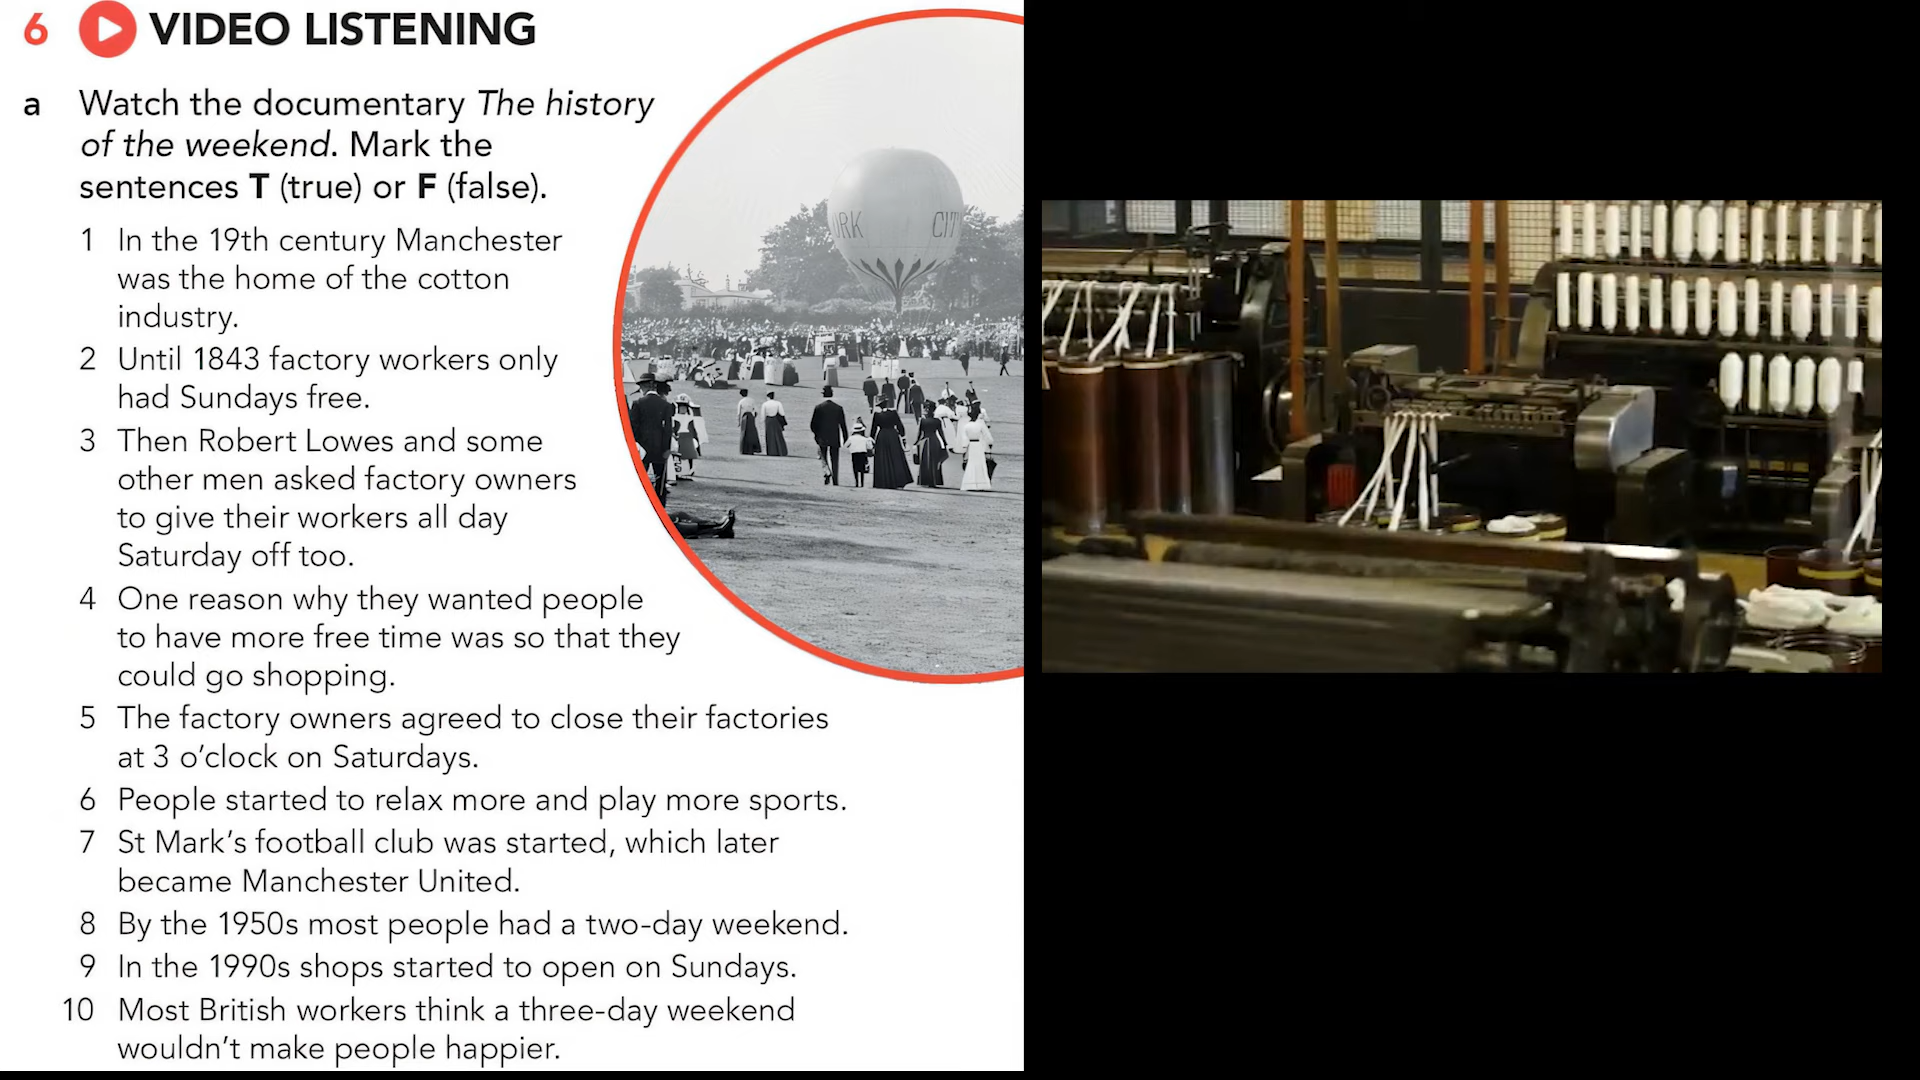 6 VIDEO LISTENING
a Watch the documentary The history
of the weekend. Mark the
sentences T (true) or F (false).
1 In the 19th century Manchester
was the home of the cotton
industry.
2 Until 1843 factory workers only
had Sundays free.
3 Then Robert Lowes and some
other men asked factory owners
to give their workers all day
Saturday off too.
4 One reason why they wanted people
to have more free time was so that they
could go shopping.
5 The factory owners agreed to close their factories
at 3 o’clock on Saturdays.
6 People started to relax more and play more sports.
7 St Mark’s football club was started, which later
became Manchester United.
8 By the 1950s most people had a two-day weekend.
9 In the 1990s shops started to open on Sundays.
10 Most British workers think a three-day weekend
wouldn’t make people happier.